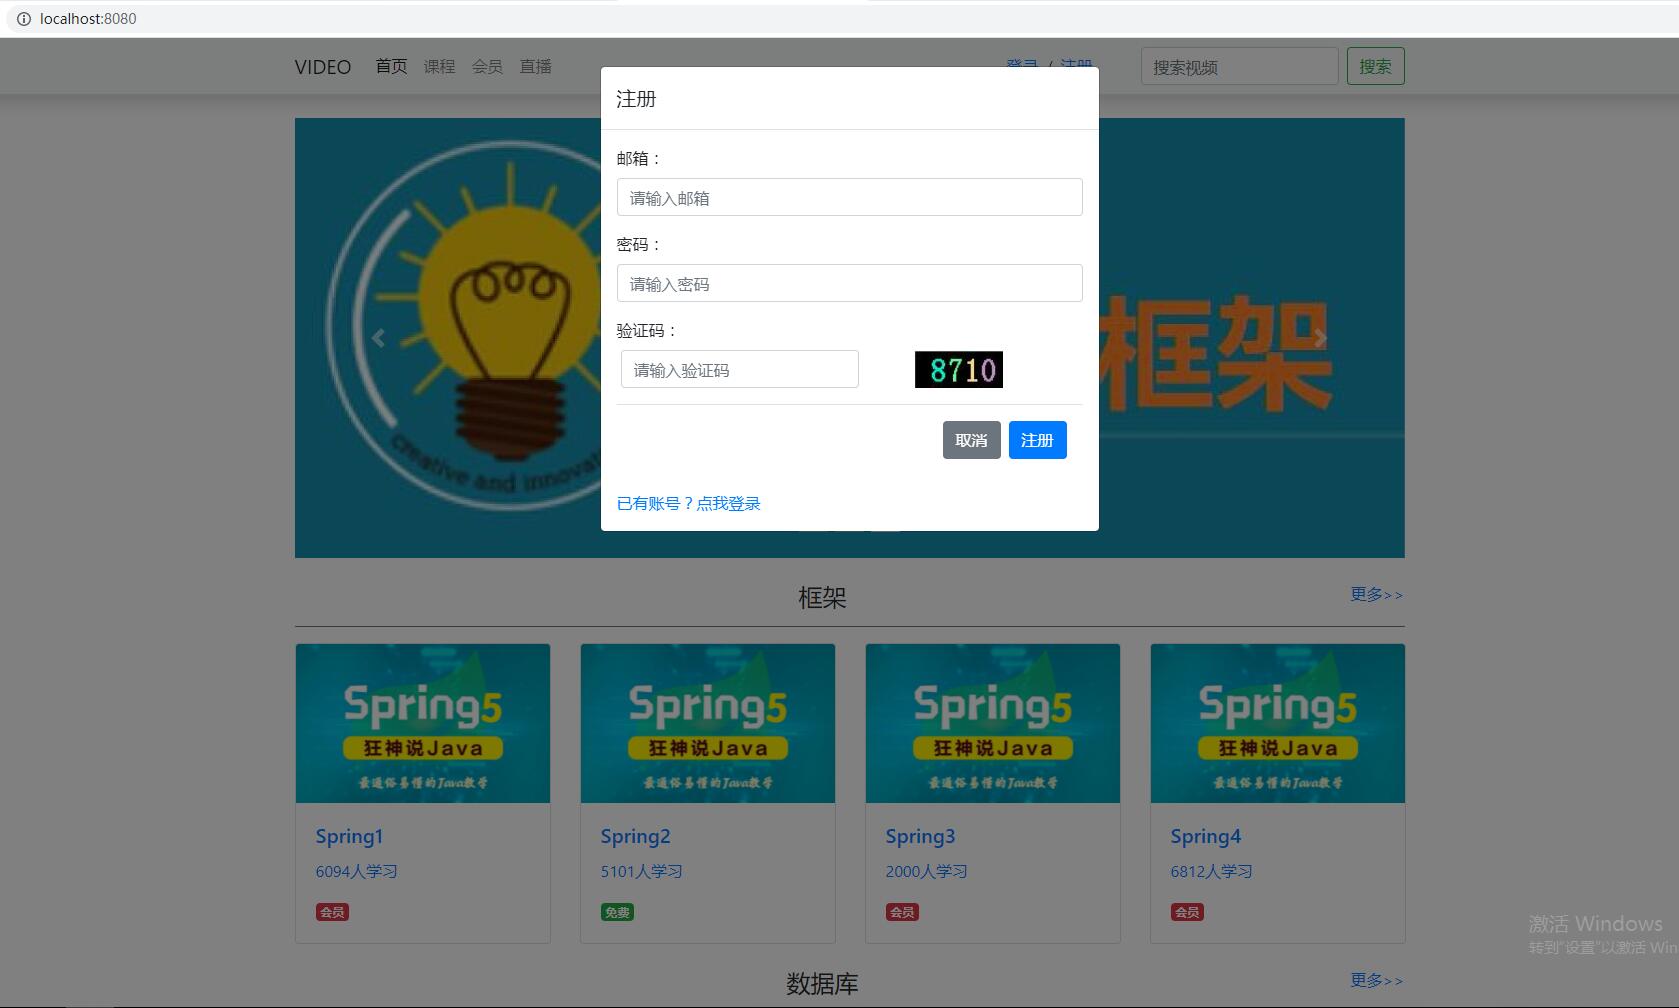 localhost:8080
VIDEO 首页 课程 会员 直播 登录 / 注册 搜索视频 搜索
注册
邮箱：
请输入邮箱
密码：
请输入密码
验证码：
请输入验证码 8710
取消 注册
已有账号？点我登录
框架
creative and innovat
框架 更多>>
Spring5 Spring5 Spring5 Spring5
狂神说Java 狂神说Java 狂神说Java 狂神说Java
最通俗易懂的Java教学 最通俗易懂的Java教学 最通俗易懂的Java教学 最通俗易懂的Java教学
Spring1 Spring2 Spring3 Spring4
6094人学习 5101人学习 2000人学习 6812人学习
会员 免费 会员 会员
激活 Windows
转到"设置"以激活 Win
数据库 更多>>